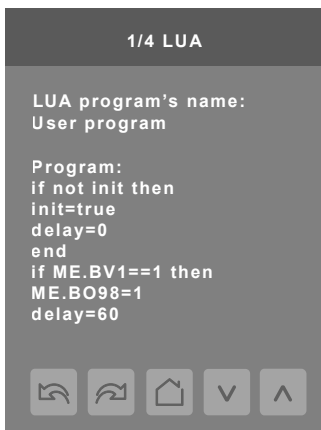 1/4 LUA
LUA program's name:
User program
Program:
if not init then
init=true
delay=0
end
if ME.BV1==1 then
ME.BO98=1
delay=60